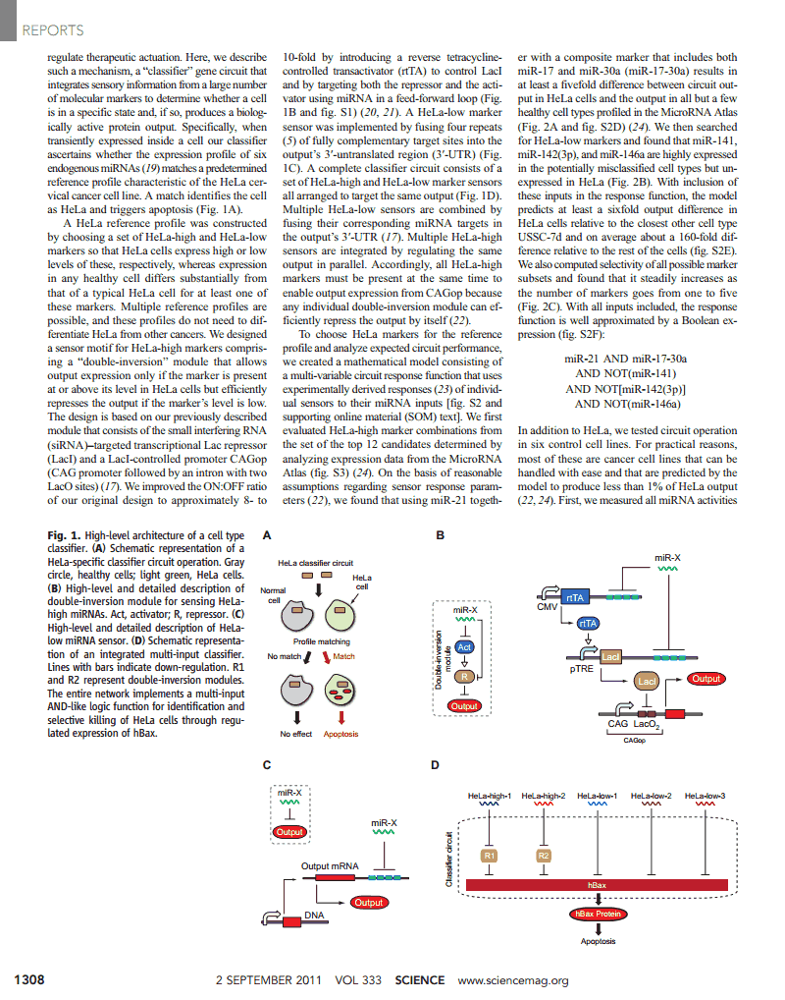 REPORTS
regulate therapeutic actuation. Here, we describe
such a mechanism, a “classifier” gene circuit that
integrates sensory information from a large number
of molecular markers to determine whether a cell
is in a specific state and, if so, produces a biolog-
ically active protein output. Specifically, when
transiently expressed inside a cell our classifier
ascertains whether the expression profile of six
endogenous miRNAs (19) matches a predetermined
reference profile characteristic of the HeLa cer-
vical cancer cell line. A match identifies the cell
as HeLa and triggers apoptosis (Fig. 1A).
A HeLa reference profile was constructed
by choosing a set of HeLa-high and HeLa-low
markers so that HeLa cells express high or low
levels of these, respectively, whereas expression
in any healthy cell differs substantially from
that of a typical HeLa cell for at least one of
these markers. Multiple reference profiles are
possible, and these profiles do not need to dif-
ferentiate HeLa from other cancers. We designed
a sensor motif for HeLa-high markers compris-
ing a “double-inversion” module that allows
output expression only if the marker is present
at or above its level in HeLa cells but efficiently
represses the output if the marker’s level is low.
The design is based on our previously described
module that consists of the small interfering RNA
(siRNA)–targeted transcriptional Lac repressor
(LacI) and a LacI-controlled promoter CAGop
(CAG promoter followed by an intron with two
LacO sites) (17). We improved the ON:OFF ratio
of our original design to approximately 8- to
10-fold by introducing a reverse tetracycline-
controlled transactivator (rtTA) to control LacI
and by targeting both the repressor and the acti-
vator using miRNA in a feed-forward loop (Fig.
1B and fig. S1) (20, 21). A HeLa-low marker
sensor was implemented by fusing four repeats
(5) of fully complementary target sites into the
output’s 3′-untranslated region (3′-UTR) (Fig.
1C). A complete classifier circuit consists of a
set of HeLa-high and HeLa-low marker sensors
all arranged to target the same output (Fig. 1D).
Multiple HeLa-low sensors are combined by
fusing their corresponding miRNA targets in
the output’s 3′-UTR (17). Multiple HeLa-high
sensors are integrated by regulating the same
output in parallel. Accordingly, all HeLa-high
markers must be present at the same time to
enable output expression from CAGop because
any individual double-inversion module can ef-
ficiently repress the output by itself (22).
To choose HeLa markers for the reference
profile and analyze expected circuit performance,
we created a mathematical model consisting of
a multi-variable circuit response function that uses
experimentally derived responses (23) of individ-
ual sensors to their miRNA inputs [fig. S2 and
supporting online material (SOM) text]. We first
evaluated HeLa-high marker combinations from
the set of the top 12 candidates determined by
analyzing expression data from the MicroRNA
Atlas (fig. S3) (24). On the basis of reasonable
assumptions regarding sensor response param-
eters (22), we found that using miR-21 togeth-
er with a composite marker that includes both
miR-17 and miR-30a (miR-17-30a) results in
at least a fivefold difference between circuit out-
put in HeLa cells and the output in all but a few
healthy cell types profiled in the MicroRNA Atlas
(Fig. 2A and fig. S2D) (24). We then searched
for HeLa-low markers and found that miR-141,
miR-142(3p), and miR-146a are highly expressed
in the potentially misclassified cell types but un-
expressed in HeLa (Fig. 2B). With inclusion of
these inputs in the response function, the model
predicts at least a sixfold output difference in
HeLa cells relative to the closest other cell type
USSC-7d and on average about a 160-fold dif-
ference relative to the rest of the cells (fig. S2E).
We also computed selectivity of all possible marker
subsets and found that it steadily increases as
the number of markers goes from one to five
(Fig. 2C). With all inputs included, the response
function is well approximated by a Boolean ex-
pression (fig. S2F):
miR-21 AND miR-17-30a
AND NOT(miR-141)
AND NOT[miR-142(3p)]
AND NOT(miR-146a)
In addition to HeLa, we tested circuit operation
in six control cell lines. For practical reasons,
most of these are cancer cell lines that can be
handled with ease and that are predicted by the
model to produce less than 1% of HeLa output
(22, 24). First, we measured all miRNA activities
Fig. 1. High-level architecture of a cell type
classifier. (A) Schematic representation of a
HeLa-specific classifier circuit operation. Gray
circle, healthy cells; light green, HeLa cells.
(B) High-level and detailed description of
double-inversion module for sensing HeLa-
high miRNAs. Act, activator; R, repressor. (C)
High-level and detailed description of HeLa-
low miRNA sensor. (D) Schematic representa-
tion of an integrated multi-input classifier.
Lines with bars indicate down-regulation. R1
and R2 represent double-inversion modules.
The entire network implements a multi-input
AND-like logic function for identification and
selective killing of HeLa cells through regu-
lated expression of hBax.
A
HeLa classifier circuit
Normal
cell
HeLa
cell
Profile matching
No match
Match
No effect
Apoptosis
B
Double-inversion
module
miR-X
Act
R
Output
miR-X
CMV
rtTA
rtTA
pTRE
LacI
LacI
Output
CAG
LacO2
CAGop
C
miR-X
Output
miR-X
Output mRNA
Output
DNA
D
HeLa-high-1
HeLa-high-2
HeLa-low-1
HeLa-low-2
HeLa-low-3
Classifier circuit
R1
R2
hBax
hBax Protein
Apoptosis
1308
2 SEPTEMBER 2011 VOL 333 SCIENCE www.sciencemag.org